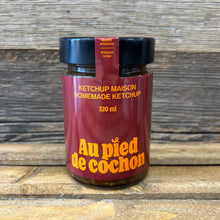 KETCHUP MAISON
HOMEMADE KETCHUP
320 ml
Au pied
de cochon